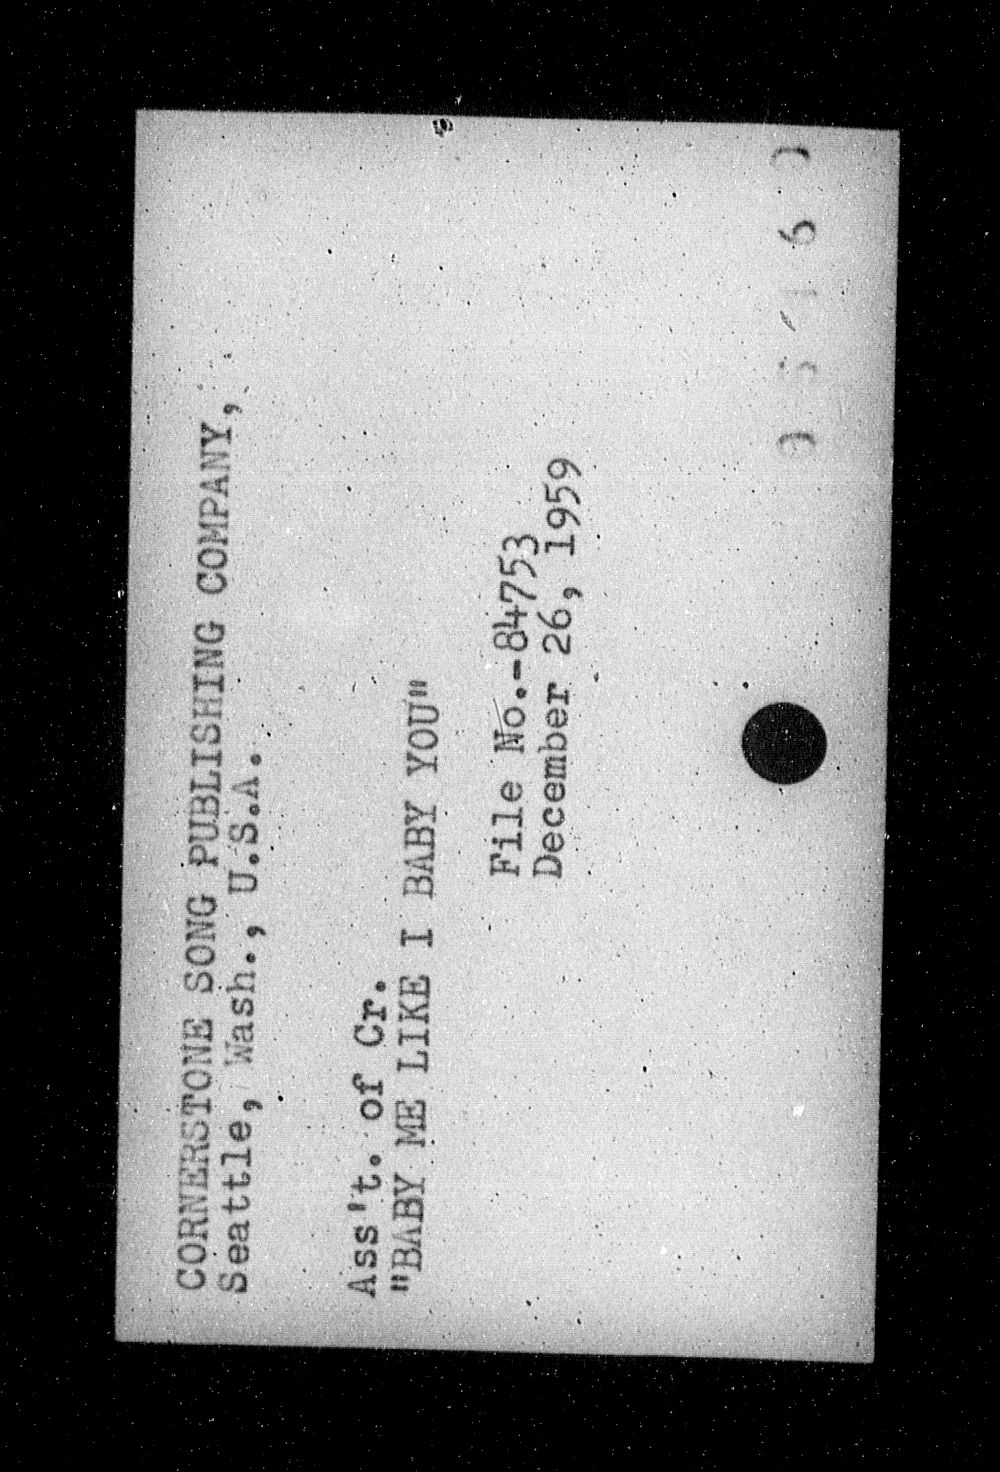 CORNERSTONE SONG PUBLISHING COMPANY,
Seattle, Wash., U.S.A.
Ass't. of Cr.
"BABY ME LIKE I BABY YOU"
File No.-84753
December 26, 1959